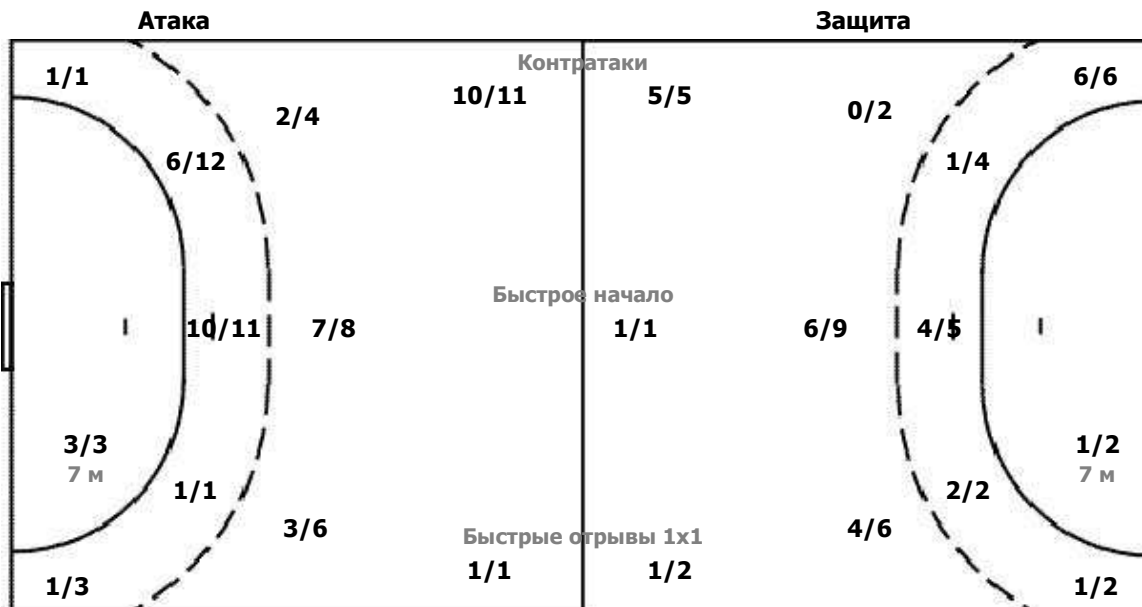 Атака Защита
Контратаки
1/1 2/4 10/11 5/5 0/2 6/6
6/12 1/4
Быстрое начало
10/11 7/8 1/1 6/9 4/5
3/3 1/2
7 м 7 м
1/1 2/2
3/6 Быстрые отрывы 1x1 4/6
1/3 1/1 1/2 1/2